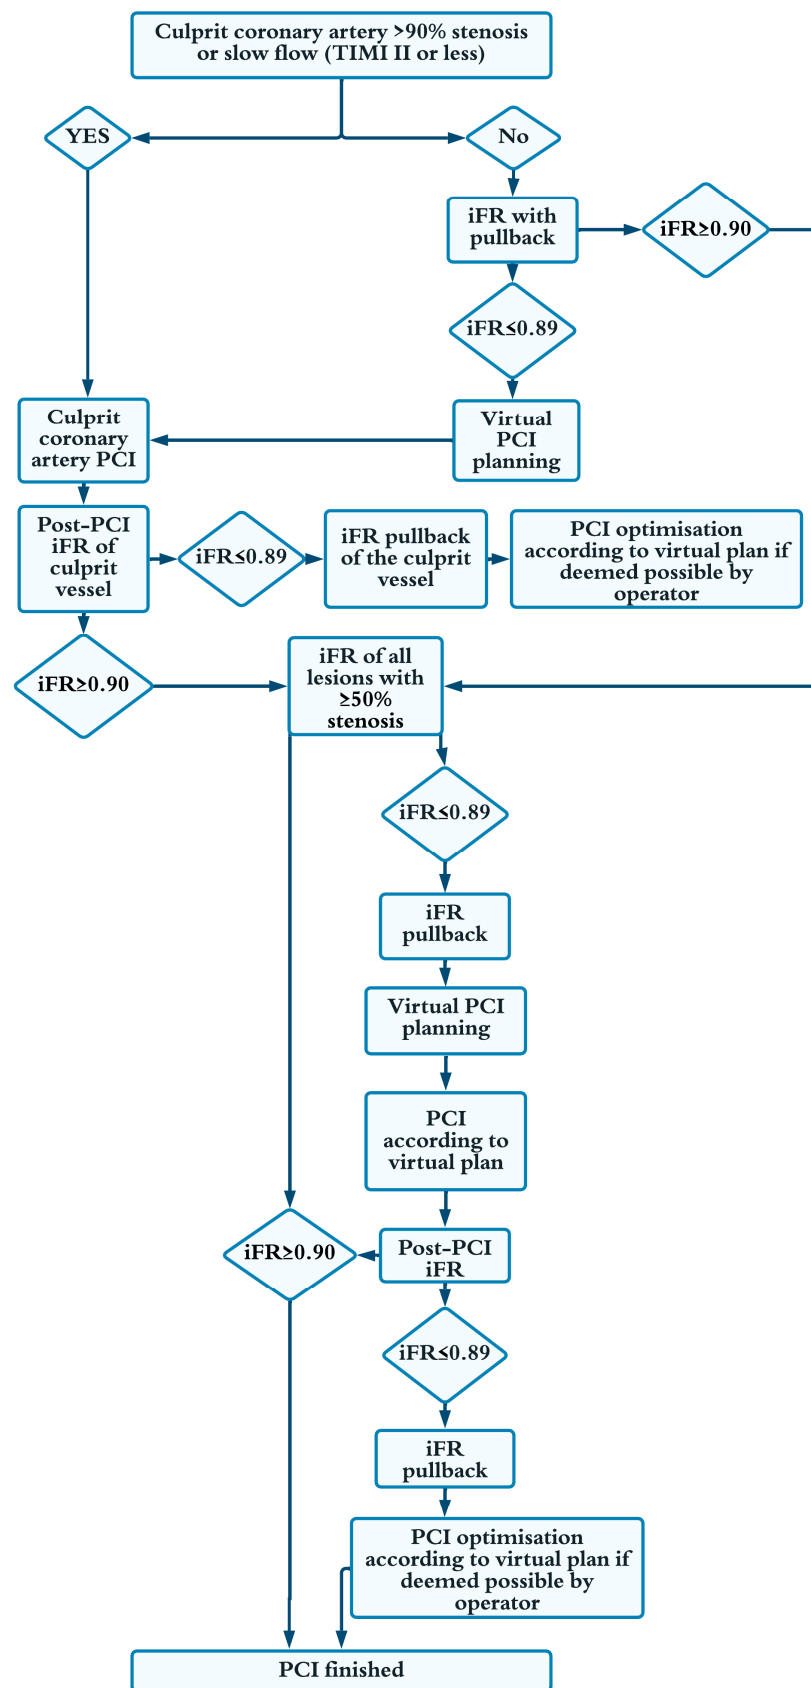 Culprit coronary artery >90% stenosis
or slow flow (TIMI II or less)
YES
No
iFR with
pullback
iFR≥0.90
iFR≤0.89
Culprit
coronary
artery PCI
Virtual
PCI
planning
Post-PCI
iFR of
culprit
vessel
iFR≤0.89
iFR pullback
of the culprit
vessel
PCI optimisation
according to virtual plan if
deemed possible by
operator
iFR≥0.90
iFR of all
lesions with
≥50%
stenosis
iFR≤0.89
iFR
pullback
Virtual PCI
planning
PCI
according to
virtual plan
iFR≥0.90
Post-PCI
iFR
iFR≤0.89
iFR
pullback
PCI optimisation
according to virtual plan if
deemed possible by
operator
PCI finished